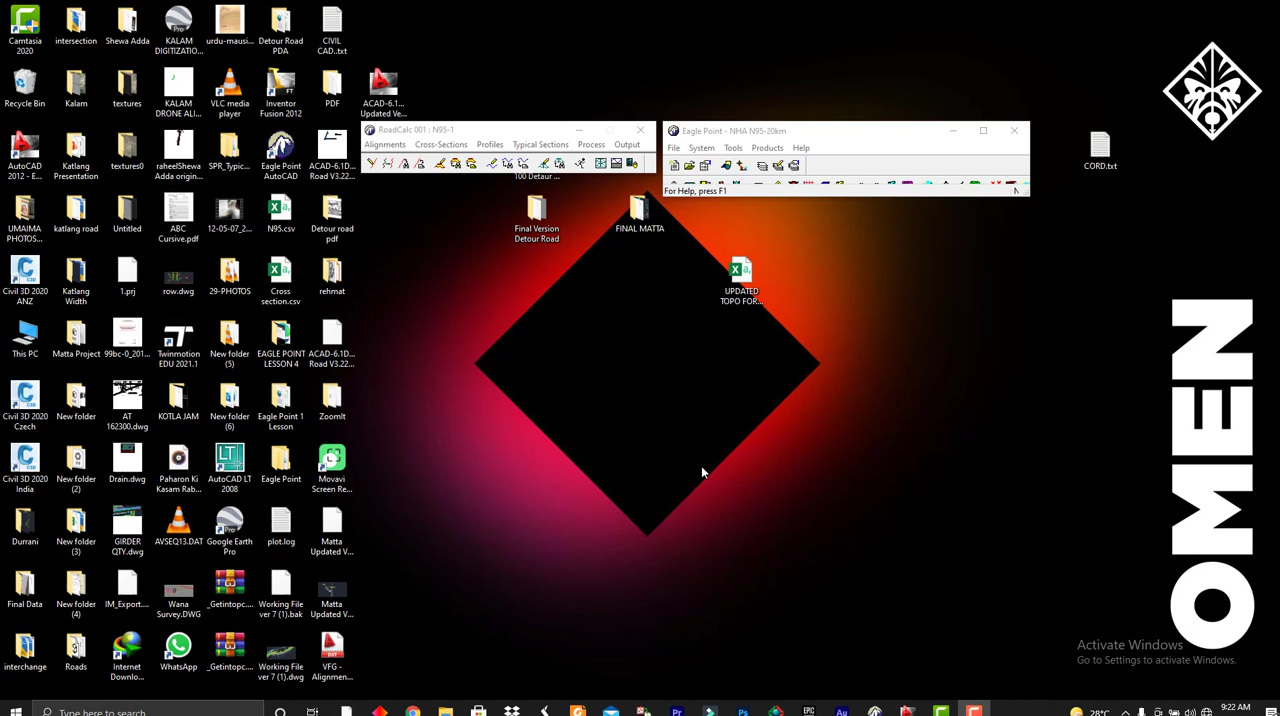 Camtasia
2020
intersection
Shewa Adda
KALAM
DIGITIZATIO...
urdu-mausi...
Detour Road
PDA
CIVIL
CAD..txt
Recycle Bin
Kalam
textures
KALAM
DRONE ALI...
VLC media
player
Inventor
Fusion 2012
PDF
ACAD-6.1...
Updated Ve...
RoadCalc 001 : N95-1
Alignments Cross-Sections Profiles Typical Sections Process Output
Eagle Point - NHA N95-20km
File System Tools Products Help
For Help, press F1
N
AutoCAD
2012 - E...
Katlang
Presentation
textures0
raheelShewa
Adda origin...
SPR_Typic...
Eagle Point
AutoCAD
ACAD-6.1D...
Road V3.22...
100 Detour ...
CORD.txt
UMAIMA
PHOTOS...
katlang road
Untitled
ABC
Cursive.pdf
12-05-07_2...
N95.csv
Detour road
pdf
Final Version
Detour Road
FINAL MATTA
Civil 3D 2020
ANZ
Katlang
Width
1.prj
row.dwg
29-PHOTOS
Cross
section.csv
rehmat
UPDATED
TOPO FOR...
This PC
Matta Project
99bc-0_201...
Twinmotion
EDU 2021.1
New folder
(5)
EAGLE POINT
LESSON 4
ACAD-6.1D...
Road V3.22...
Civil 3D 2020
Czech
New folder
AT
162300.dwg
KOTLA JAM
New folder
(6)
Eagle Point 1
Lesson
ZoomIt
Civil 3D 2020
India
New folder
(2)
Drain.dwg
Paharon Ki
Kasam Rab...
AutoCAD LT
2008
Eagle Point
Movavi
Screen Re...
Durrani
New folder
(3)
GIRDER
QTY.dwg
AVSEQ13.DAT
Google Earth
Pro
plot.log
Matta
Updated V...
Final Data
New folder
(4)
IM_Export....
Wana
Survey.DWG
_Getintopc....
Working File
ver 7 (1).bak
Matta
Updated V...
interchange
Roads
Internet
Downlo...
WhatsApp
_Getintopc....
Working File
ver 7 (1).dwg
VFG -
Alignmen...
OMEN
Activate Windows
Go to Settings to activate Windows.
Type here to search
28°C
9:22 AM